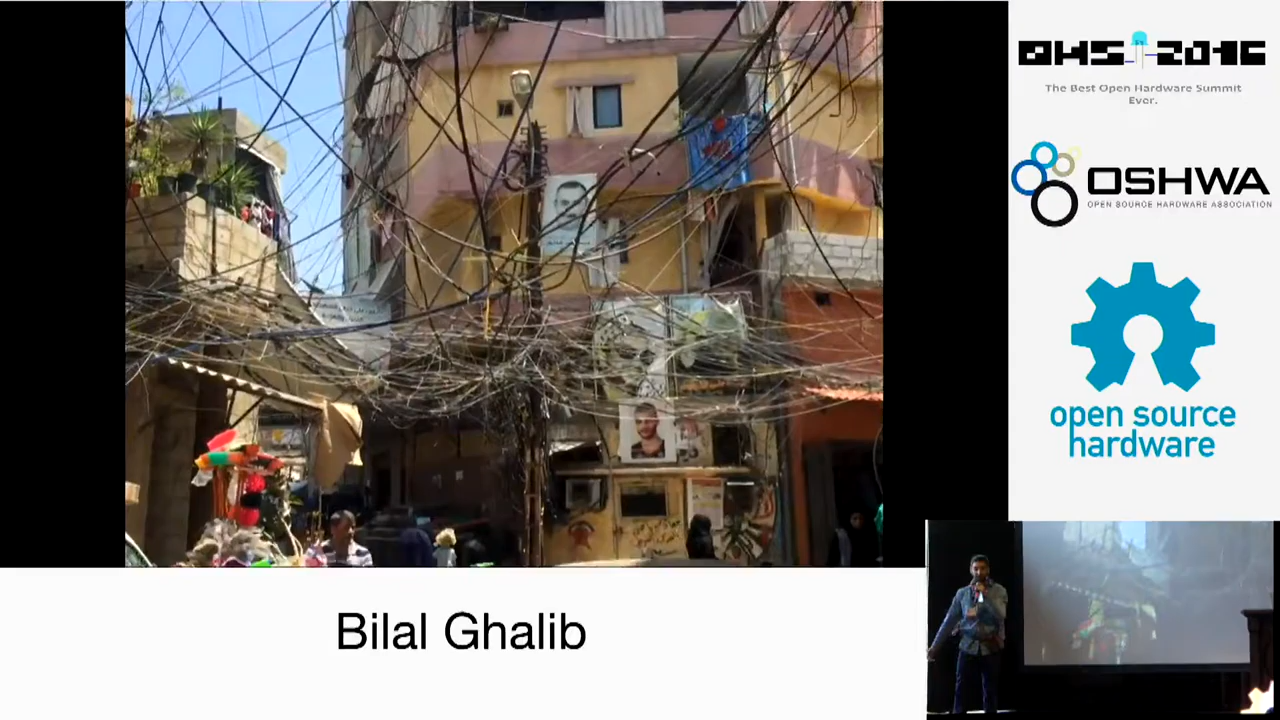 OHS 2016
The Best Open Hardware Summit
Ever.
OSHWA
OPEN SOURCE HARDWARE ASSOCIATION
open source
hardware
Bilal Ghalib